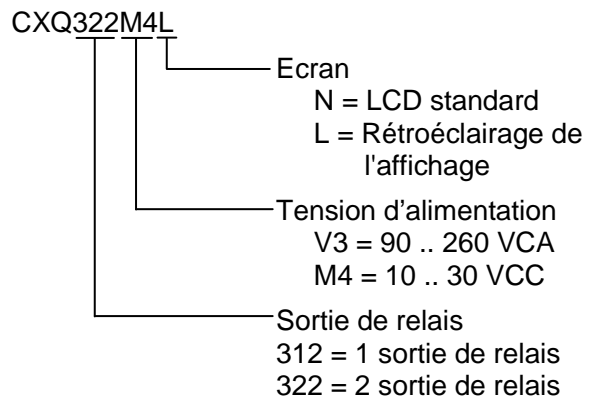 CXQ322M4L
Ecran
N = LCD standard
L = Rétroéclairage de
l'affichage
Tension d’alimentation
V3 = 90 .. 260 VCA
M4 = 10 .. 30 VCC
Sortie de relais
312 = 1 sortie de relais
322 = 2 sortie de relais